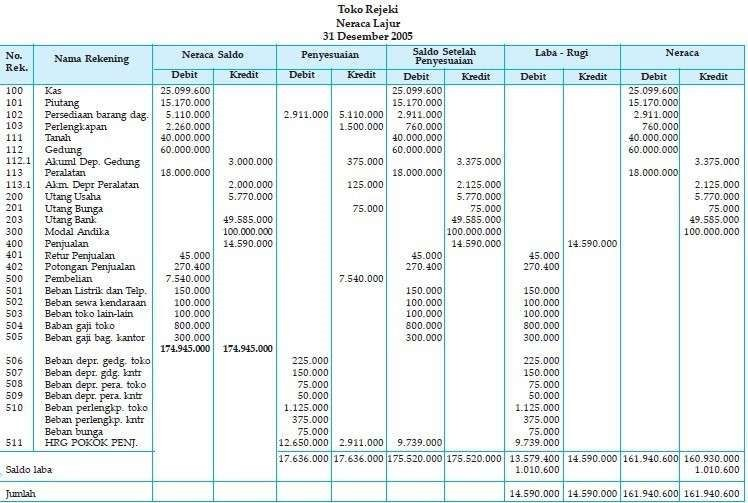 Toko Rejeki
Neraca Lajur
31 Desember 2005
No. Rek. Nama Rekening Neraca Saldo Penyesuaian Saldo Setelah Penyesuaian Laba - Rugi Neraca
Debit Kredit Debit Kredit Debit Kredit Debit Kredit Debit Kredit
100 Kas 25.099.600 25.099.600 25.099.600
101 Piutang 15.170.000 15.170.000 15.170.000
102 Persediaan barang dag. 5.110.000 2.911.000 5.110.000 2.911.000 2.911.000
103 Perlengkapan 2.260.000 1.500.000 760.000 760.000
111 Tanah 40.000.000 40.000.000 40.000.000
112 Gedung 60.000.000 60.000.000 60.000.000
112.1 Akuml Dep. Gedung 3.000.000 375.000 3.375.000 3.375.000
113 Peralatan 18.000.000 18.000.000 18.000.000
113.1 Akm. Depr Peralatan 2,000.000 125.000 2.125.000 2.125.000
200 Utang Usaha 5.770.000 5.770.000 5.770.000
201 Utang Bunga 75.000 75.000 75.000
203 Utang Bank 49.585.000 49.585.000 49.585.000
300 Modal Andika 100.000.000 100.000.000 100.000.000
400 Penjualan 14.590.000 14.590.000 14.590.000
401 Retur Penjualan 45.000 45.000 45.000
402 Potongan Penjualan 270.400 270.400 270.400
500 Pembelian 7.540.000 7.540.000
501 Beban Listrik dan Telp. 150.000 150.000 150.000
502 Beban sewa kendaraan 100.000 100.000 100.000
503 Beban toko lain-lain 100.000 100.000 100.000
504 Baban gaji toko 800.000 800.000 800.000
505 Beban gaji bag. kantor 300.000 300.000 300.000
174.945.000 174.945.000
506 Beban depr. gedg. toko 225.000 225.000
507 Beban depr. gdg. kntr 150.000 150.000
508 Beban depr. pera. toko 75.000 75.000
509 Beban depr. pera. kntr 50.000 50.000
510 Beban perlengkp. toko 1.125.000 1.125.000
Beban perlengkp. kntr 375.000 375.000
Beban bunga 75.000 75.000
511 HRG POKOK PENJ. 12.650.000 2.911.000 9.739.000 9.739.000
17.636.000 17.636.000 175.520.000 175.520.000 13.579.400 14.590.000 161.940.600 160.930.000
Saldo laba 1.010.600 1.010.600
Jumlah 14.590.000 14.590.000 161.940.600 161.940.600